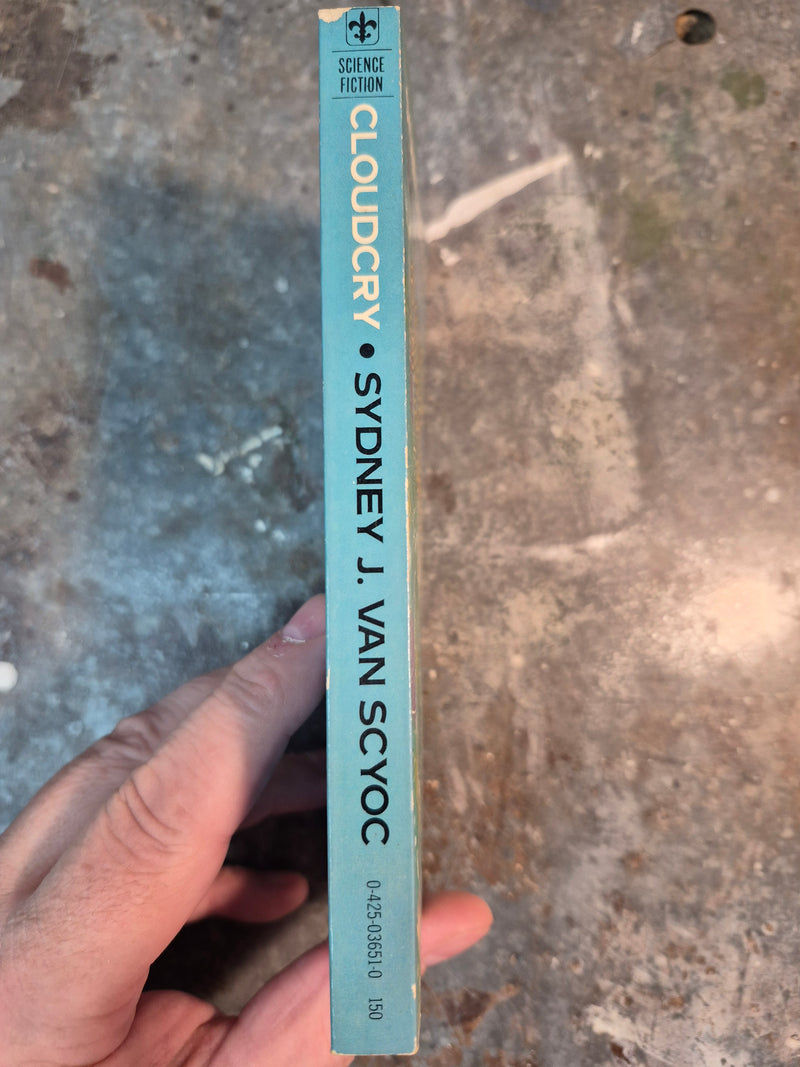 SCIENCE
FICTION
CLOUDCRY • SYDNEY J. VAN SCYOC
0-425-03651-0 150